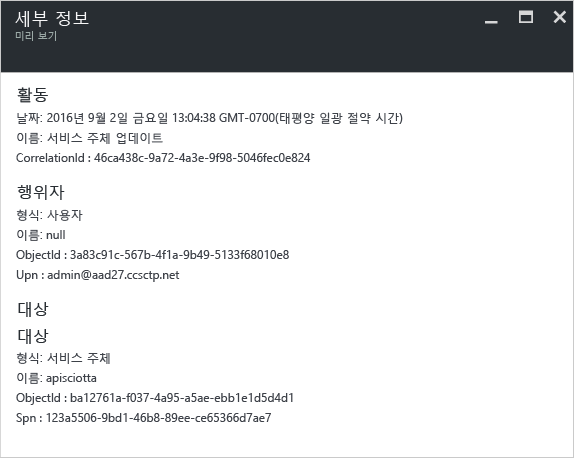 세부 정보
미리 보기
활동
날짜: 2016년 9월 2일 금요일 13:04:38 GMT-0700(태평양 일광 절약 시간)
이름: 서비스 주체 업데이트
CorrelationId : 46ca438c-9a72-4a3e-9f98-5046fec0e824
행위자
형식: 사용자
이름: null
ObjectId : 3a83c91c-567b-4f1a-9b49-5133f68010e8
Upn : admin@aad27.ccsctp.net
대상
대상
형식: 서비스 주체
이름: apisciotta
ObjectId : ba12761a-f037-4a95-a5ae-ebb1e1d5d4d1
Spn : 123a5506-9bd1-46b8-89ee-ce65366d7ae7